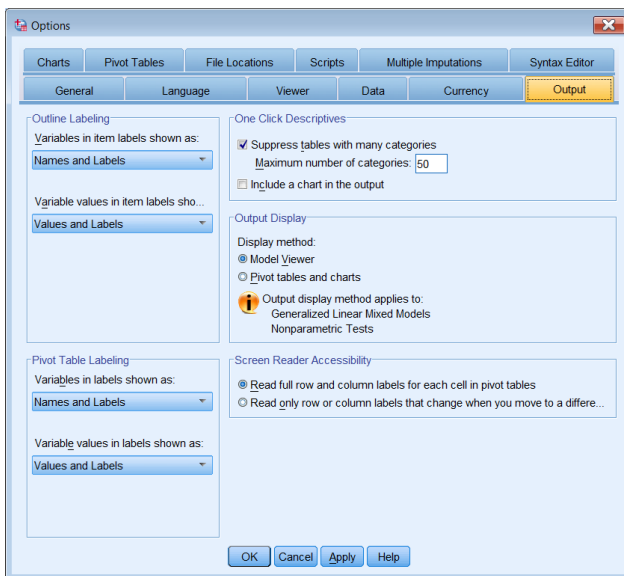 Options
Charts
Pivot Tables
File Locations
Scripts
Multiple Imputations
Syntax Editor
General
Language
Viewer
Data
Currency
Output
Outline Labeling
Variables in item labels shown as:
Names and Labels
Variable values in item labels sho...
Values and Labels
One Click Descriptives
Suppress tables with many categories
Maximum number of categories: 50
Include a chart in the output
Output Display
Display method:
Model Viewer
Pivot tables and charts
Output display method applies to:
Generalized Linear Mixed Models
Nonparametric Tests
Pivot Table Labeling
Variables in labels shown as:
Names and Labels
Variable values in labels shown as:
Values and Labels
Screen Reader Accessibility
Read full row and column labels for each cell in pivot tables
Read only row or column labels that change when you move to a differe...
OK
Cancel
Apply
Help